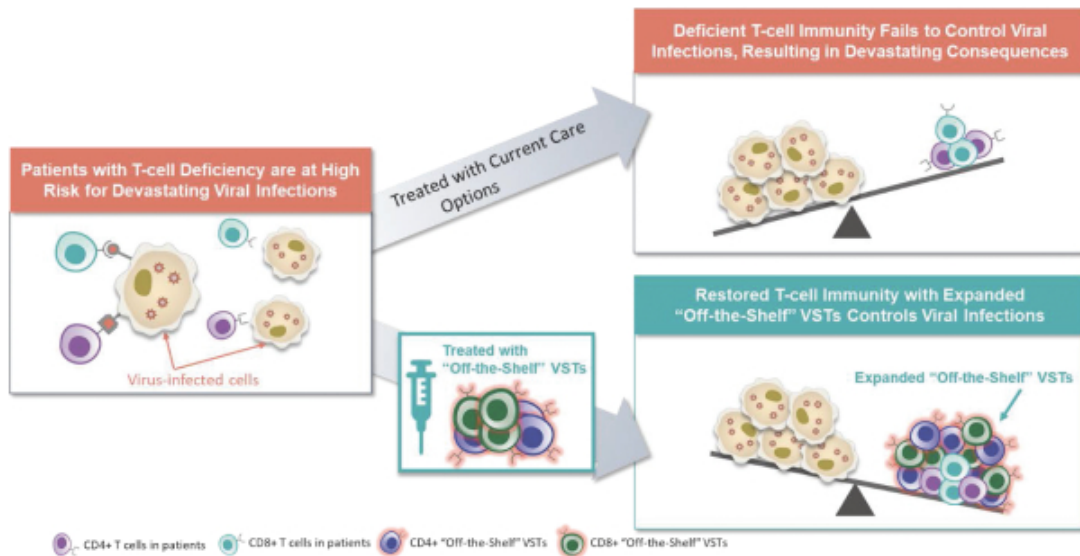 Patients with T-cell Deficiency are at High
Risk for Devastating Viral Infections
Virus-infected cells
Treated with Current Care
Options
Deficient T-cell Immunity Fails to Control Viral
Infections, Resulting in Devastating Consequences
Treated with
"Off-the-Shelf" VSTs
Restored T-cell Immunity with Expanded
"Off-the-Shelf" VSTs Controls Viral Infections
Expanded "Off-the-Shelf" VSTs
CD4+ T cells in patients
CD8+ T cells in patients
CD4+ "Off-the-Shelf" VSTs
CD8+ "Off-the-Shelf" VSTs